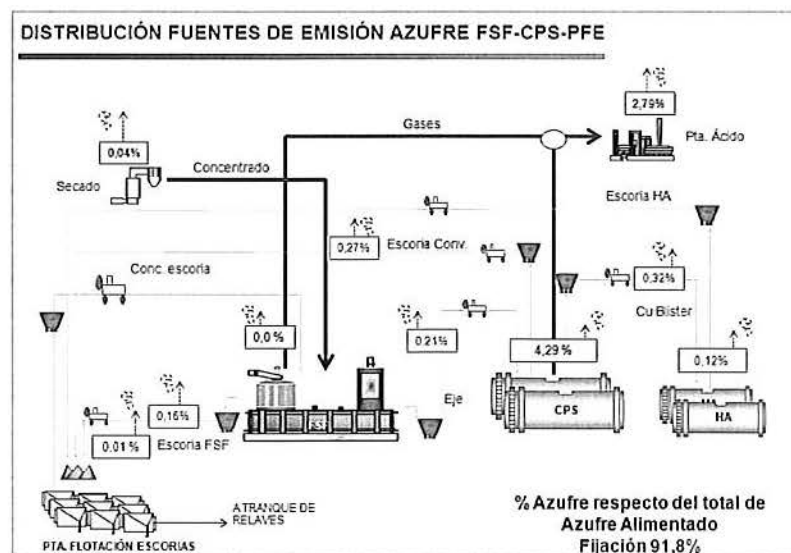 DISTRIBUCIÓN FUENTES DE EMISIÓN AZUFRE FSF-CPS-PFE
2,79%
Gases
Pta. Ácido
0,04%
Concentrado
Secado
Escoria HA
0,27%
Escoria Conv.
Conc. escoria
0,32%
Cu Blister
0,0%
0,21%
4,29%
0,12%
0,16%
Eje
CPS
HA
0,01%
Escoria FSF
A TRANQUE DE
RELAVES
PTA. FLOTACIÓN ESCORIAS
% Azufre respecto del total de
Azufre Alimentado
Fijación 91,8%